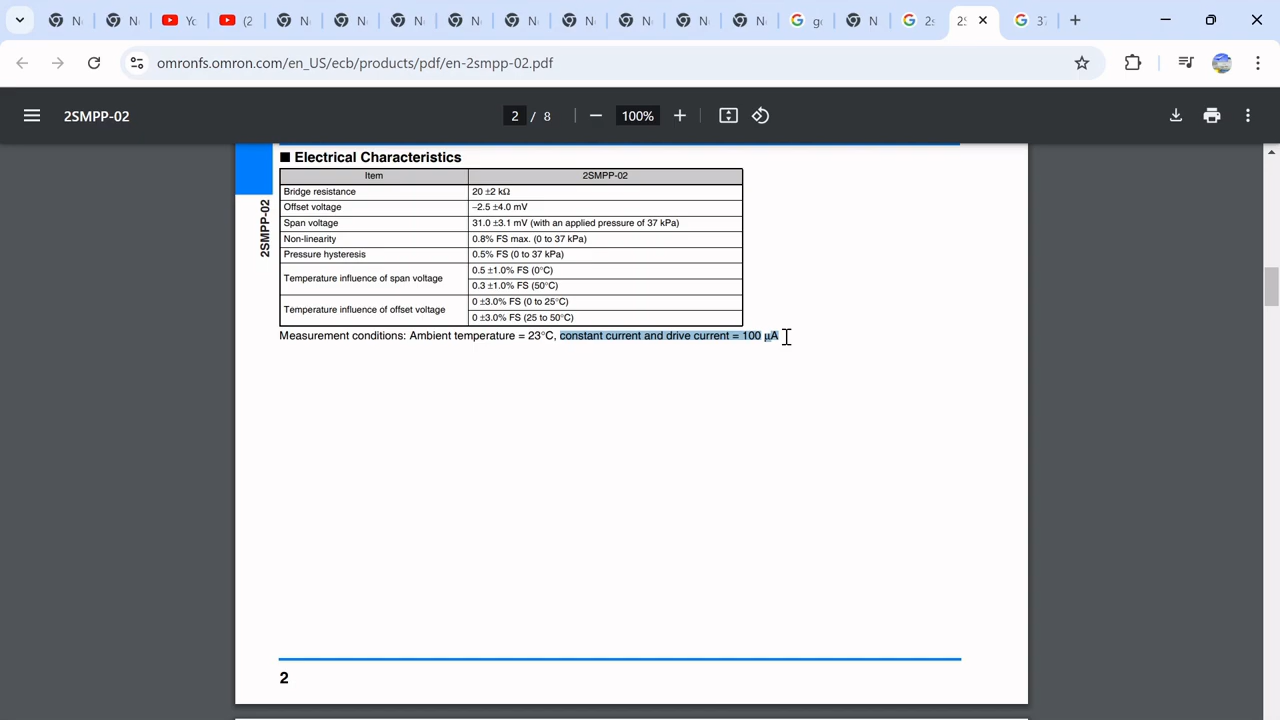 N
N
Yo
(2
N
N
N
N
N
N
N
N
N
go
N
2s
2S
37
omronfs.omron.com/en_US/ecb/products/pdf/en-2smpp-02.pdf
2SMPP-02
2 / 8
100%
■ Electrical Characteristics
Item 2SMPP-02
Bridge resistance 20 ±2 kΩ
Offset voltage −2.5 ±4.0 mV
Span voltage 31.0 ±3.1 mV (with an applied pressure of 37 kPa)
Non-linearity 0.8% FS max. (0 to 37 kPa)
Pressure hysteresis 0.5% FS (0 to 37 kPa)
Temperature influence of span voltage 0.5 ±1.0% FS (0°C)
0.3 ±1.0% FS (50°C)
Temperature influence of offset voltage 0 ±3.0% FS (0 to 25°C)
0 ±3.0% FS (25 to 50°C)
Measurement conditions: Ambient temperature = 23°C, constant current and drive current = 100 μA
2SMPP-02
2